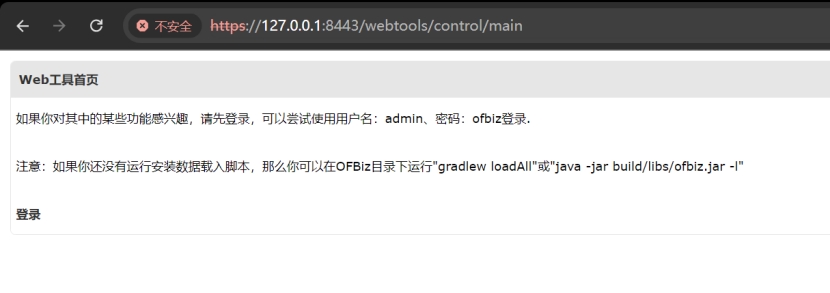 不安全 https://127.0.0.1:8443/webtools/control/main
Web工具首页
如果你对其中的某些功能感兴趣，请先登录，可以尝试使用用户名：admin、密码：ofbiz登录.
注意：如果你还没有运行安装数据载入脚本，那么你可以在OFBiz目录下运行"gradlew loadAll"或"java -jar build/libs/ofbiz.jar -l"
登录